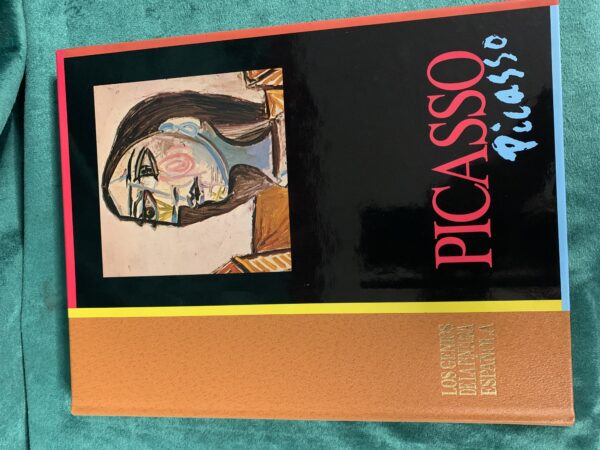 PICASSO
Picasso
LOS GENIOS
DE LA PINTURA
ESPAÑOLA